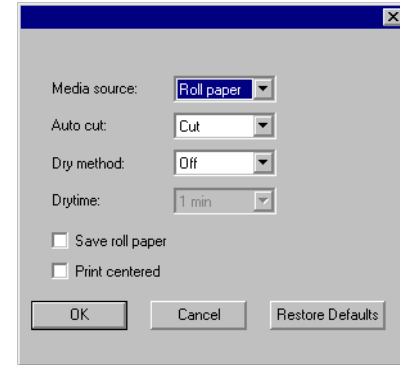 Media source: Roll paper
Auto cut: Cut
Dry method: Off
Drytime: 1 min
Save roll paper
Print centered
OK Cancel Restore Defaults